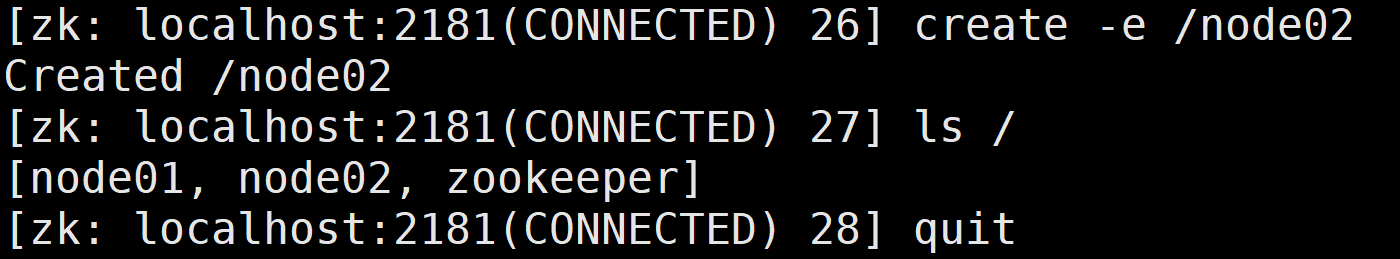 [zk: localhost:2181(CONNECTED) 26] create -e /node02
Created /node02
[zk: localhost:2181(CONNECTED) 27] ls /
[node01, node02, zookeeper]
[zk: localhost:2181(CONNECTED) 28] quit